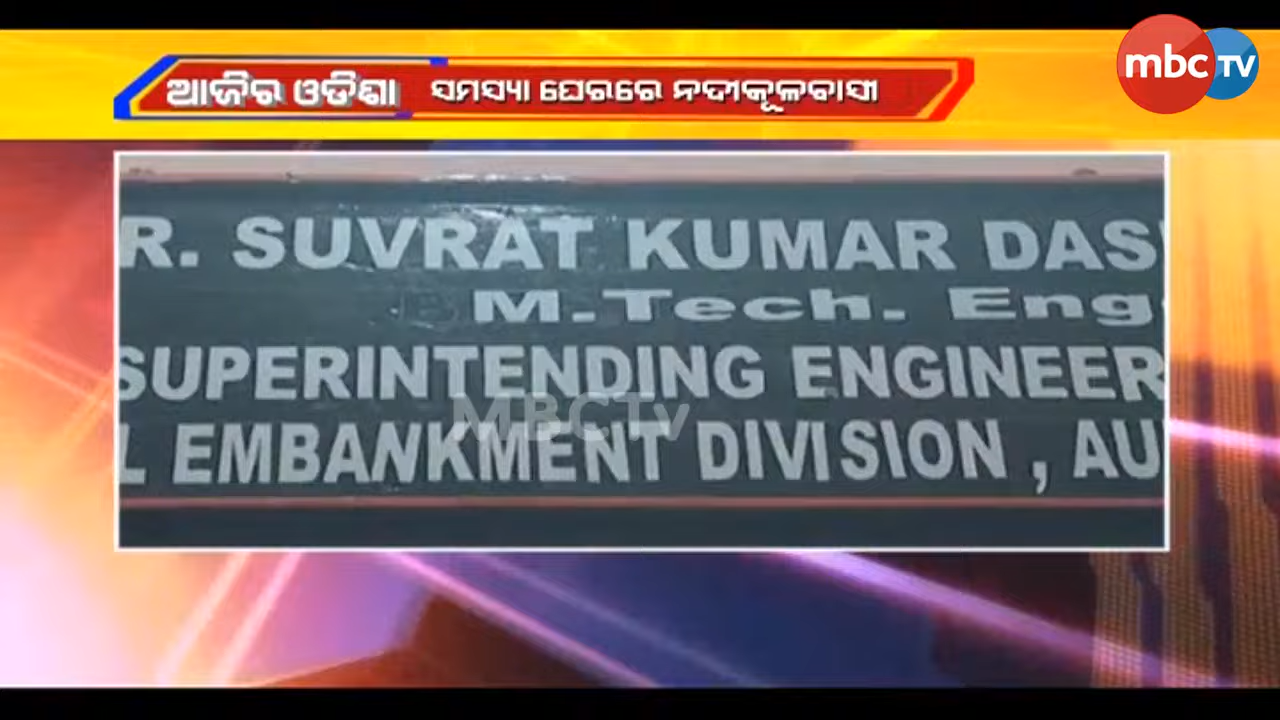 mbc TV
ଆଜିର ଓଡିଶା ସମସ୍ୟା ଘେରରେ ନଦୀକୂଳବାସୀ
R. SUVRAT KUMAR DAS
M.Tech. Eng
SUPERINTENDING ENGINEER
L EMBANKMENT DIVISION , AU
MBCTv